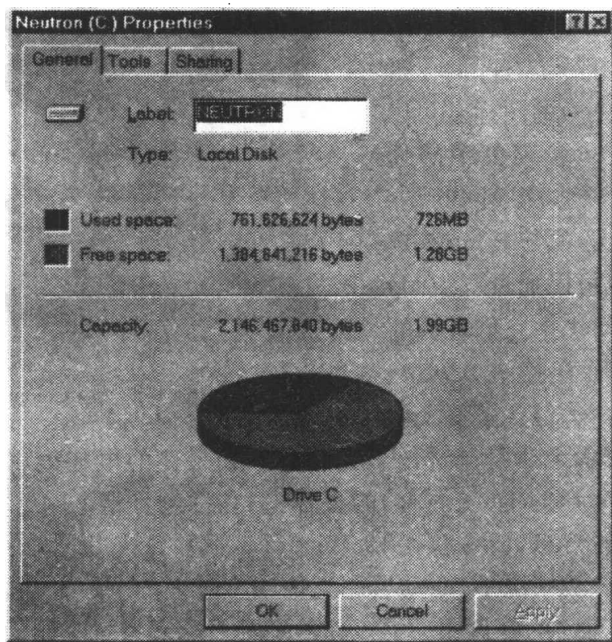 Neutron (C:) Properties
General Tools Sharing
Label: NEUTRON
Type: Local Disk
Used space: 761,626,624 bytes 726MB
Free space: 1,384,841,216 bytes 1.28GB
Capacity: 2,146,467,840 bytes 1.99GB
Drive C
OK Cancel Apply